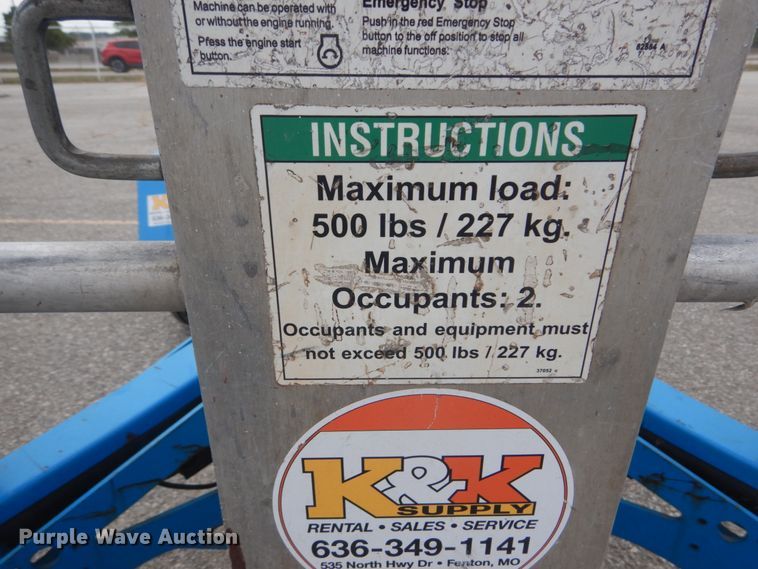 Machine can be operated with
or without the engine running.
Press the engine start
button.
Emergency Stop
Push in the red Emergency Stop
button to the off position to stop all
machine functions.
82554 A
INSTRUCTIONS
Maximum load:
500 lbs / 227 kg.
Maximum
Occupants: 2.
Occupants and equipment must
not exceed 500 lbs / 227 kg.
37052
K&K
SUPPLY
RENTAL • SALES • SERVICE
636-349-1141
535 North Hwy Dr • Fenton, MO
Purple Wave Auction